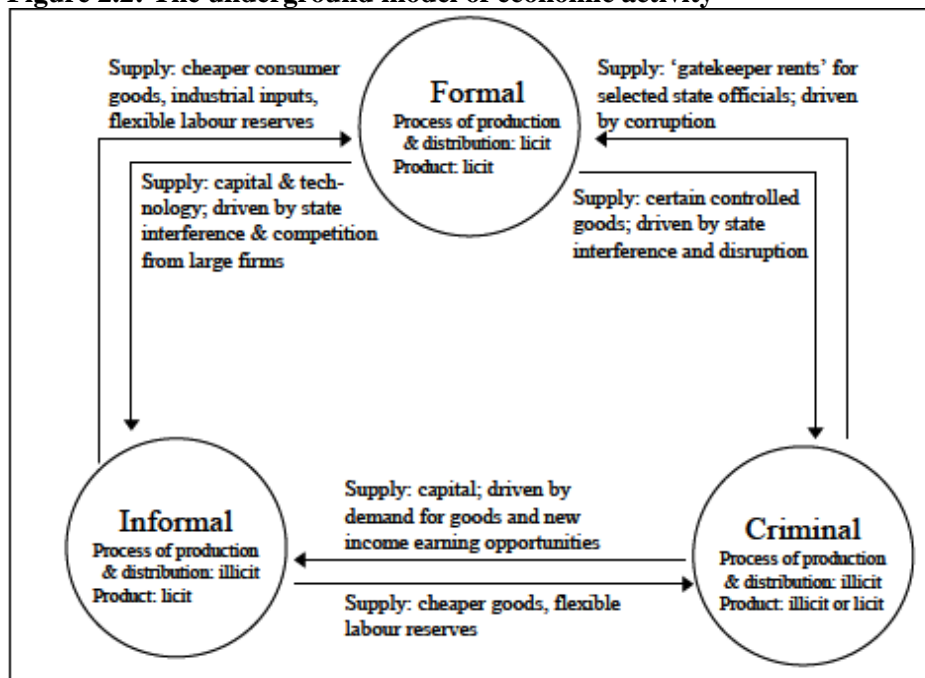 Figure 2.2: The underground model of economic activity
Supply: cheaper consumer
goods, industrial inputs,
flexible labour reserves
Formal
Process of production
& distribution: licit
Product: licit
Supply: ‘gatekeeper rents’ for
selected state officials; driven
by corruption
Supply: capital & tech-
nology; driven by state
interference & competition
from large firms
Supply: certain controlled
goods; driven by state
interference and disruption
Informal
Process of production
& distribution: illicit
Product: licit
Supply: capital; driven by
demand for goods and new
income earning opportunities
Supply: cheaper goods, flexible
labour reserves
Criminal
Process of production
& distribution: illicit
Product: illicit or licit